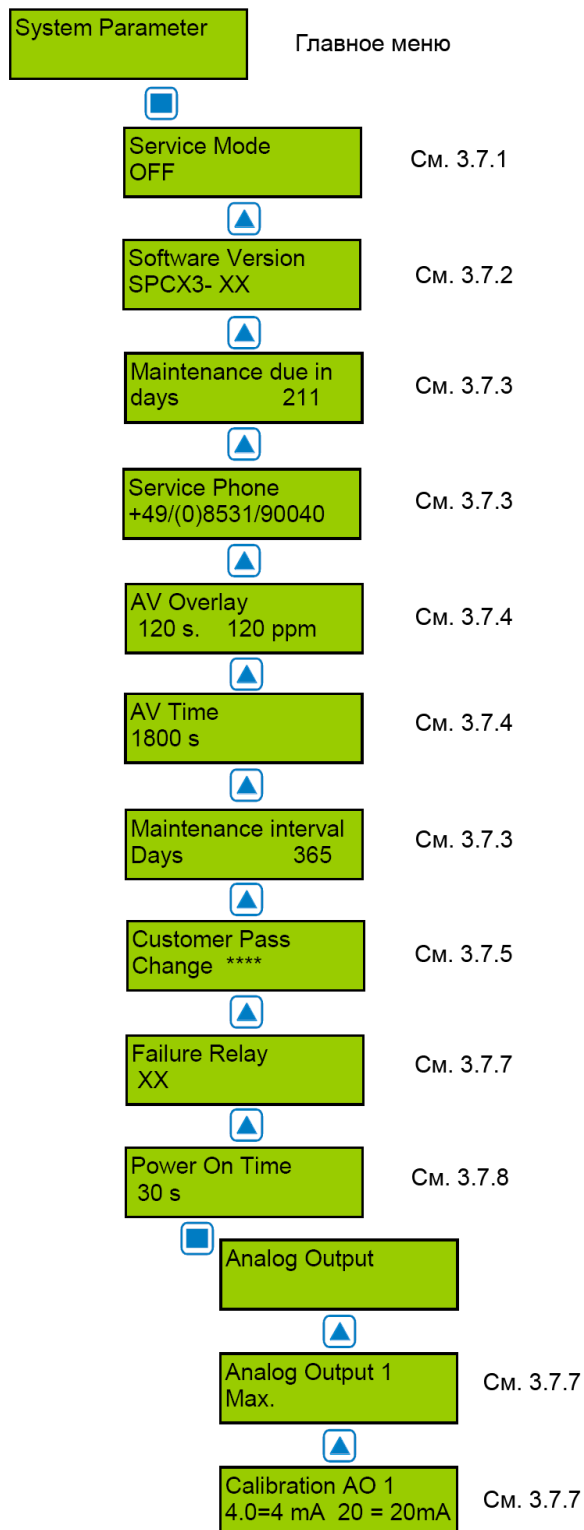 System Parameter
Главное меню
Service Mode
OFF
См. 3.7.1
Software Version
SPCX3- XX
См. 3.7.2
Maintenance due in
days 211
См. 3.7.3
Service Phone
+49/(0)8531/90040
См. 3.7.3
AV Overlay
120 s. 120 ppm
См. 3.7.4
AV Time
1800 s
См. 3.7.4
Maintenance interval
Days 365
См. 3.7.3
Customer Pass
Change ****
См. 3.7.5
Failure Relay
XX
См. 3.7.7
Power On Time
30 s
См. 3.7.8
Analog Output
Analog Output 1
Max.
См. 3.7.7
Calibration AO 1
4.0=4 mA 20 = 20mA
См. 3.7.7